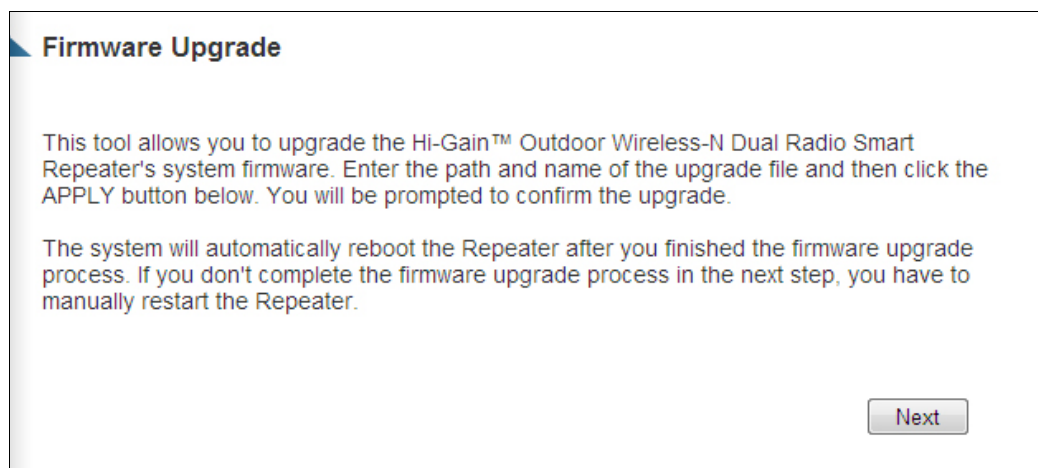 Firmware Upgrade
This tool allows you to upgrade the Hi-Gain™ Outdoor Wireless-N Dual Radio Smart
Repeater's system firmware. Enter the path and name of the upgrade file and then click the
APPLY button below. You will be prompted to confirm the upgrade.
The system will automatically reboot the Repeater after you finished the firmware upgrade
process. If you don't complete the firmware upgrade process in the next step, you have to
manually restart the Repeater.
Next